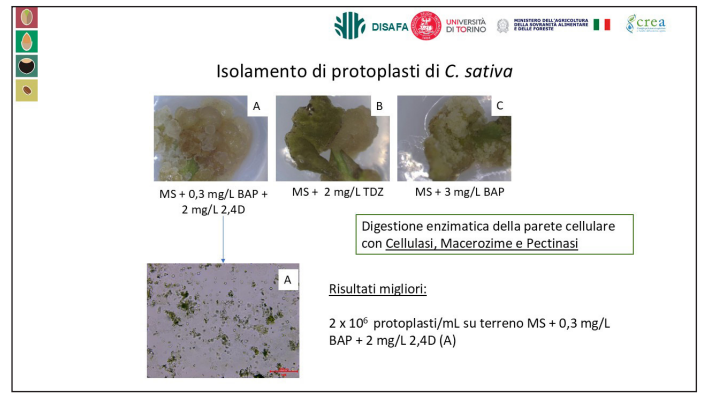 DISAFA
UNIVERSITÀ
DI TORINO
MINISTERO DELL'AGRICOLTURA
DELLA SOVRANITÀ ALIMENTARE
E DELLE FORESTE
crea
Isolamento di protoplasti di C. sativa
A
B
C
MS + 0,3 mg/L BAP +
2 mg/L 2,4D
MS + 2 mg/L TDZ
MS + 3 mg/L BAP
Digestione enzimatica della parete cellulare
con Cellulasi, Macerozime e Pectinasi
A
Risultati migliori:
2 x 10⁶ protoplasti/mL su terreno MS + 0,3 mg/L
BAP + 2 mg/L 2,4D (A)